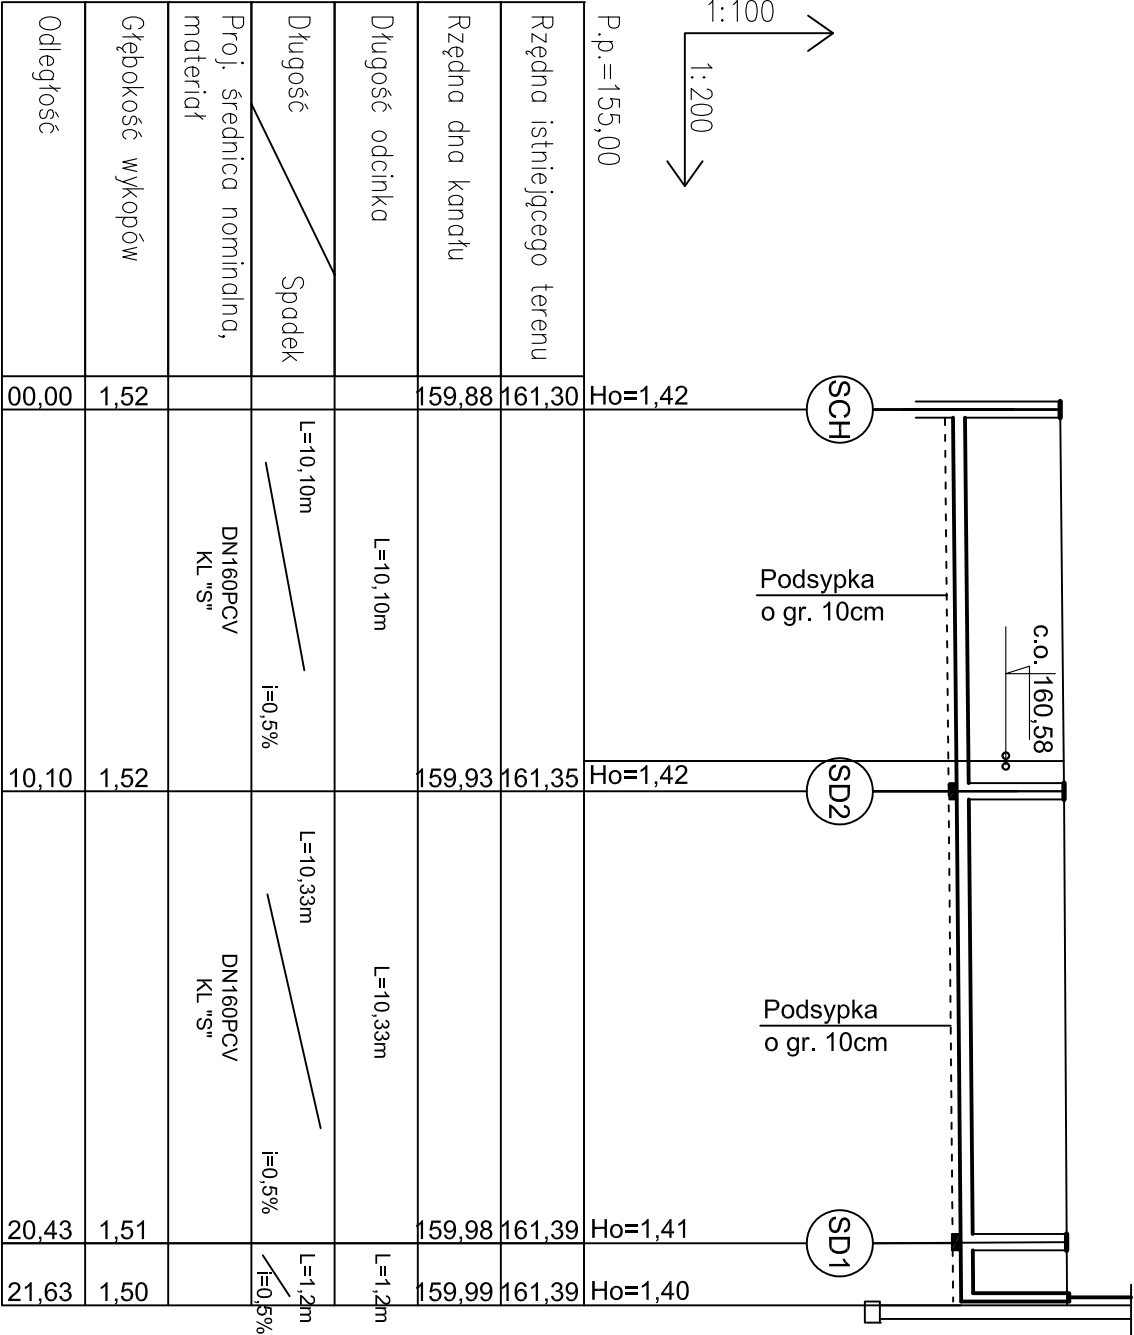 1:100
1:200
P.p.=155,00
Rzędna istniejącego terenu
Rzędna dna kanału
Długość odcinka
Długość
Spadek
Proj. średnica nominalna,
materiał
Głębokość wykopów
Odległość
SCH
SD2
SD1
c.o. 160,58
Podsypka
o gr. 10cm
Podsypka
o gr. 10cm
00,00 1,52 159,88 161,30 Ho=1,42
L=10,10m
L=10,10m
i=0,5%
DN160PCV
KL "S"
10,10 1,52 159,93 161,35 Ho=1,42
L=10,33m
L=10,33m
i=0,5%
DN160PCV
KL "S"
20,43 1,51 159,98 161,39 Ho=1,41
L=1,2m
L=1,2m
i=0,5%
21,63 1,50 159,99 161,39 Ho=1,40